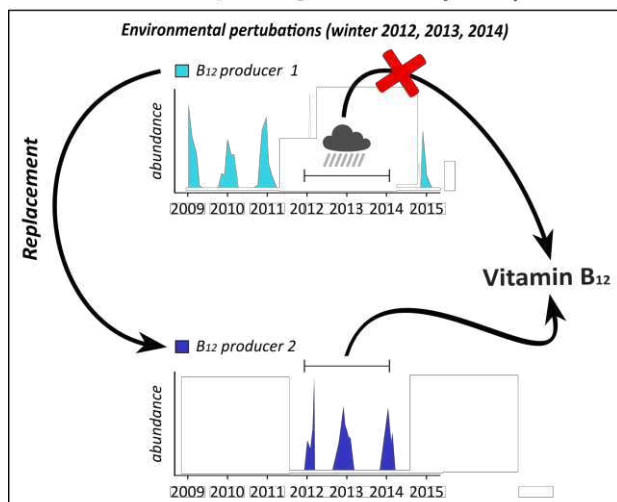 Environmental pertubations (winter 2012, 2013, 2014)
B12 producer 1
abundance
2009 2010 2011 2012 2013 2014 2015
Replacement
Vitamin B12
B12 producer 2
abundance
2009 2010 2011 2012 2013 2014 2015